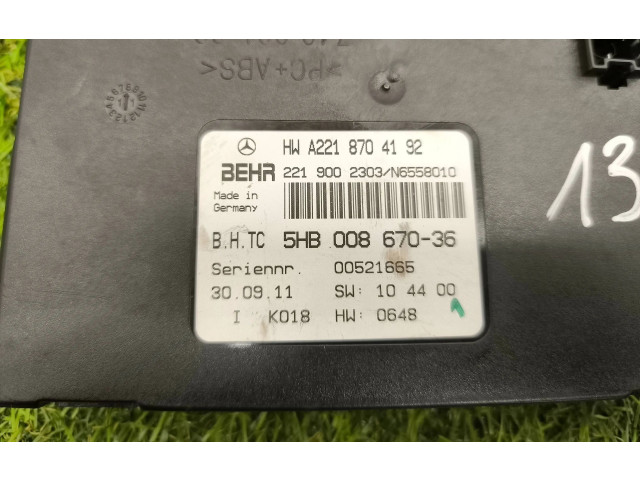 >PC+ABS<
HW A221 870 41 92
BEHR 221 900 2303/N6558010
Made in
Germany
B.H.TC 5HB 008 670-36
Seriennr. 00521665
30.09.11 SW: 10 44 00
I K018 HW: 0648
13